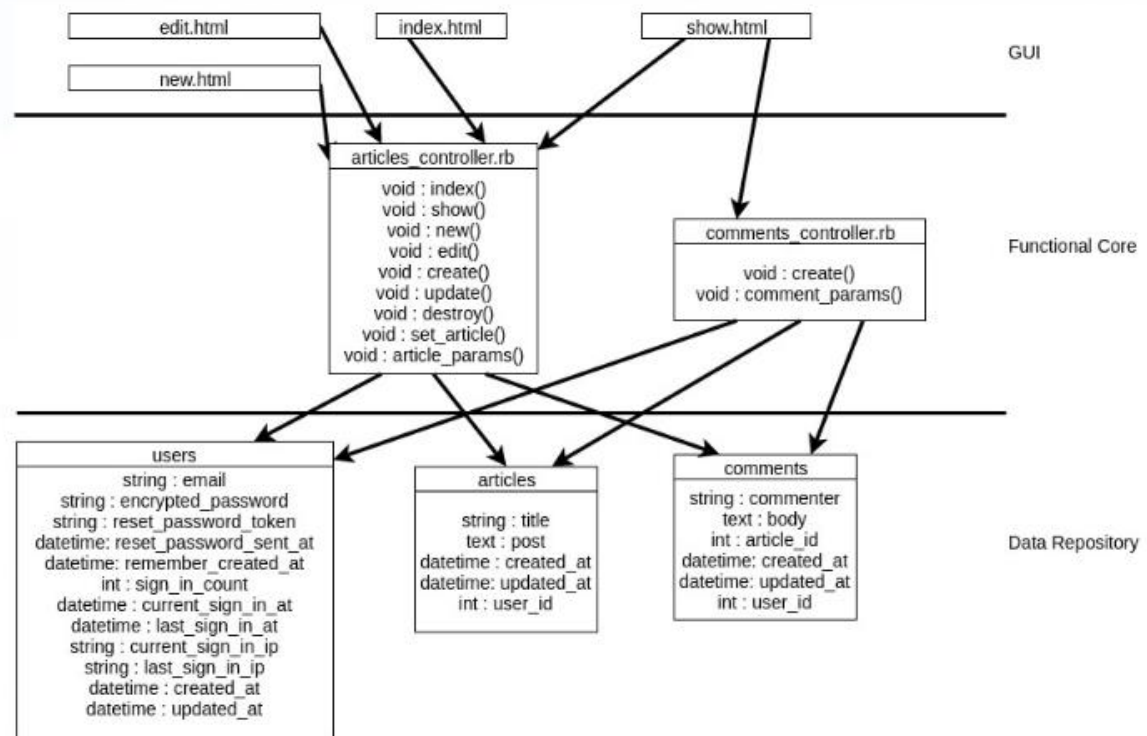 edit.html
index.html
show.html
new.html
GUI
articles_controller.rb
void : index()
void : show()
void : new()
void : edit()
void : create()
void : update()
void : destroy()
void : set_article()
void : article_params()
comments_controller.rb
void : create()
void : comment_params()
Functional Core
users
string : email
string : encrypted_password
string : reset_password_token
datetime: reset_password_sent_at
datetime: remember_created_at
int : sign_in_count
datetime : current_sign_in_at
datetime : last_sign_in_at
string : current_sign_in_ip
string : last_sign_in_ip
datetime : created_at
datetime : updated_at
articles
string : title
text : post
datetime : created_at
datetime: updated_at
int : user_id
comments
string : commenter
text : body
int : article_id
datetime: created_at
datetime: updated_at
int : user_id
Data Repository